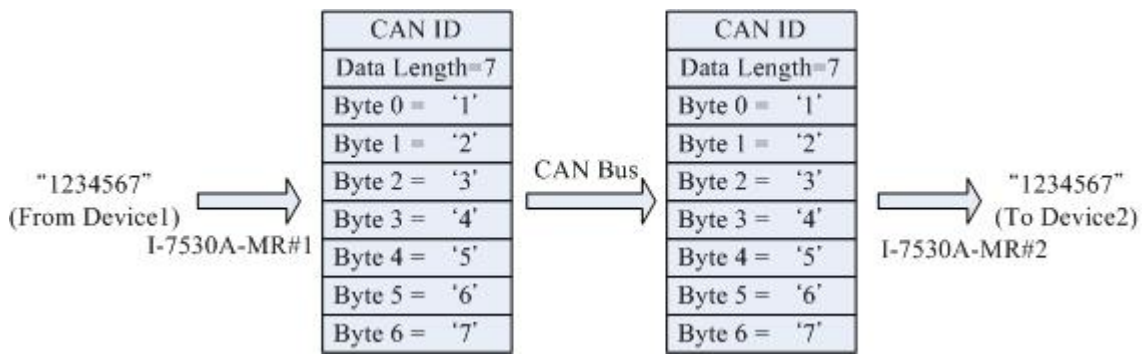 "1234567"
(From Device1)
I-7530A-MR#1
CAN ID
Data Length=7
Byte 0 = ‘1’
Byte 1 = ‘2’
Byte 2 = ‘3’
Byte 3 = ‘4’
Byte 4 = ‘5’
Byte 5 = ‘6’
Byte 6 = ‘7’
CAN Bus
CAN ID
Data Length=7
Byte 0 = ‘1’
Byte 1 = ‘2’
Byte 2 = ‘3’
Byte 3 = ‘4’
Byte 4 = ‘5’
Byte 5 = ‘6’
Byte 6 = ‘7’
"1234567"
(To Device2)
I-7530A-MR#2